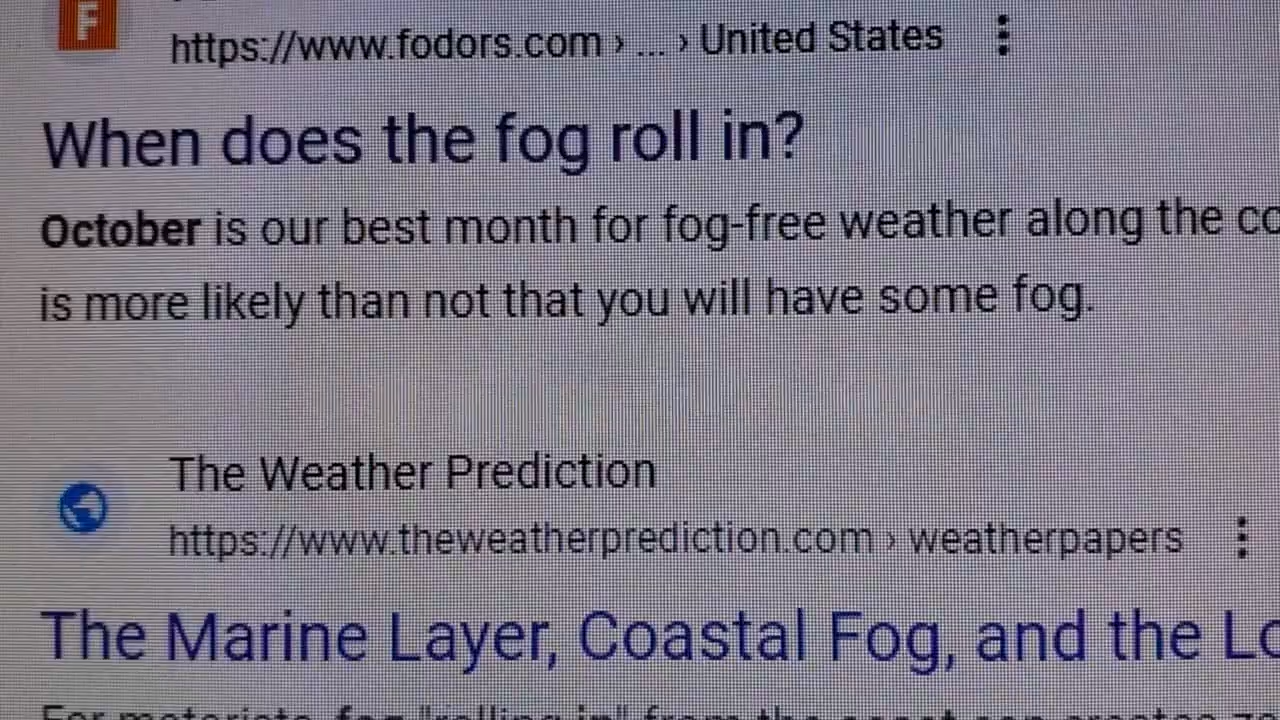 F
https://www.fodors.com › ... › United States
When does the fog roll in?
October is our best month for fog-free weather along the
is more likely than not that you will have some fog.
The Weather Prediction
https://www.theweatherprediction.com › weatherpapers
The Marine Layer, Coastal Fog, and the